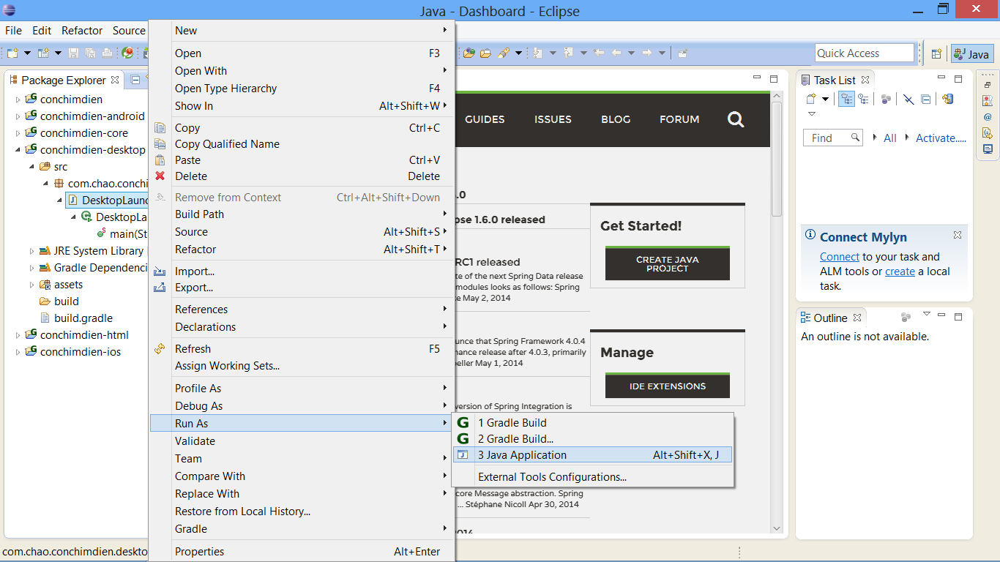 Java - Dashboard - Eclipse
File Edit Refactor Source
Quick Access
Java
Package Explorer
conchimdien
conchimdien-android
conchimdien-core
conchimdien-desktop
src
com.chao.conchi
DesktopLaunc
DesktopLa
main(St
JRE System Library
Gradle Dependenci
assets
build
build.gradle
conchimdien-html
conchimdien-ios
com.chao.conchimdien.deskto
New
Open F3
Open With
Open Type Hierarchy F4
Show In Alt+Shift+W
Copy Ctrl+C
Copy Qualified Name
Paste Ctrl+V
Delete Delete
Remove from Context Ctrl+Alt+Shift+Down
Build Path
Source Alt+Shift+S
Refactor Alt+Shift+T
Import...
Export...
References
Declarations
Refresh F5
Assign Working Sets...
Profile As
Debug As
Run As
Validate
Team
Compare With
Replace With
Restore from Local History...
Gradle
Properties Alt+Enter
1 Gradle Build
2 Gradle Build...
3 Java Application Alt+Shift+X, J
External Tools Configurations...
GUIDES ISSUES BLOG FORUM
.0
pse 1.6.0 released
RC1 released
te of the next Spring Data release
modules looks as follows: Spring
ke May 2, 2014
unce that Spring Framework 4.0.4
nance release after 4.0.3, primarily
peller May 1, 2014
version of Spring Integration is
core Message abstraction. Spring
... Stéphane Nicoll Apr 30, 2014
2014
Get Started!
CREATE JAVA
PROJECT
Manage
IDE EXTENSIONS
Task List
Find All Activate.....
Connect Mylyn
Connect to your task and
ALM tools or create a local
task.
Outline
An outline is not available.